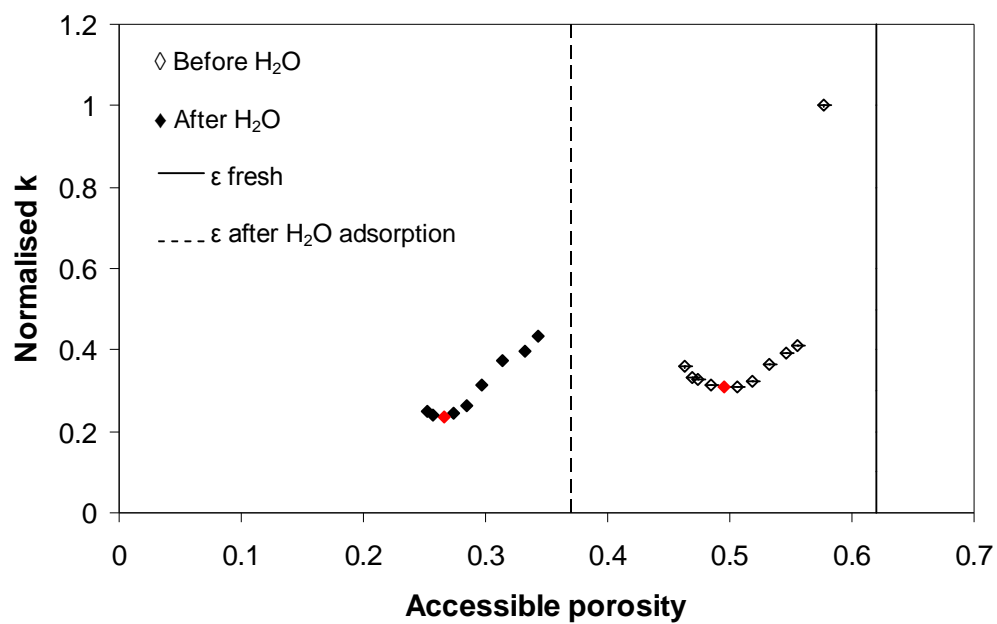 1.2
1
0.8
0.6
0.4
0.2
0
Normalised k
Before H₂O
After H₂O
ε fresh
ε after H₂O adsorption
0 0.1 0.2 0.3 0.4 0.5 0.6 0.7
Accessible porosity